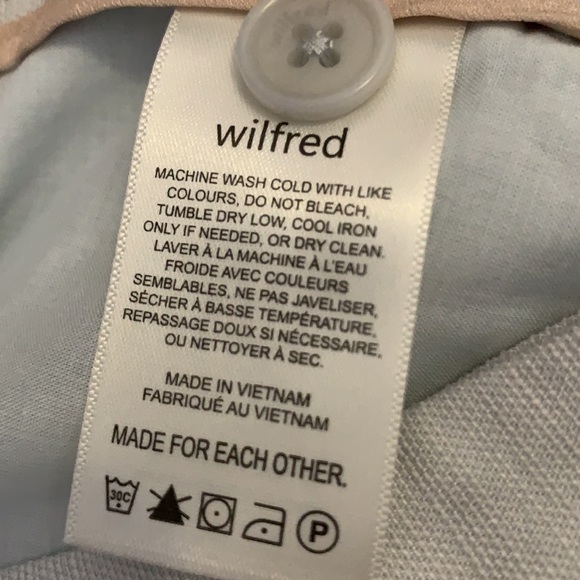 wilfred
wilfred
MACHINE WASH COLD WITH LIKE
COLOURS, DO NOT BLEACH,
TUMBLE DRY LOW, COOL IRON
ONLY IF NEEDED, OR DRY CLEAN.
LAVER À LA MACHINE À L'EAU
FROIDE AVEC COULEURS
SEMBLABLES, NE PAS JAVELISER,
SÉCHER À BASSE TEMPÉRATURE,
REPASSAGE DOUX SI NÉCESSAIRE,
OU NETTOYER À SEC.
MADE IN VIETNAM
FABRIQUÉ AU VIETNAM
MADE FOR EACH OTHER.
30C P